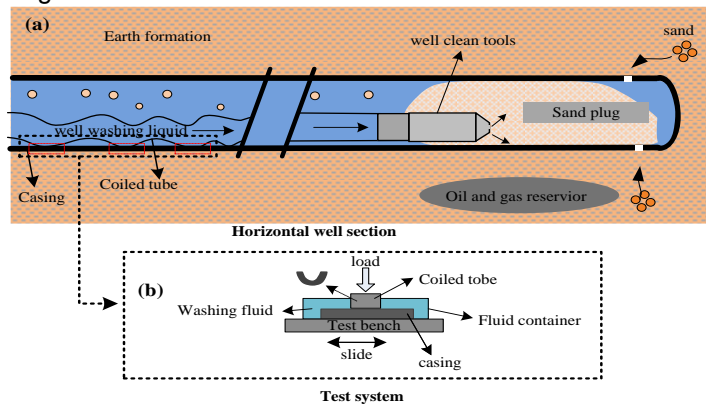 (a)
Earth formation
well clean tools
sand
well washing liquid
Sand plug
Casing
Coiled tube
Oil and gas reservior
Horizontal well section
load
(b)
Coiled tobe
Washing fluid
Test bench
Fluid container
slide
casing
Test system